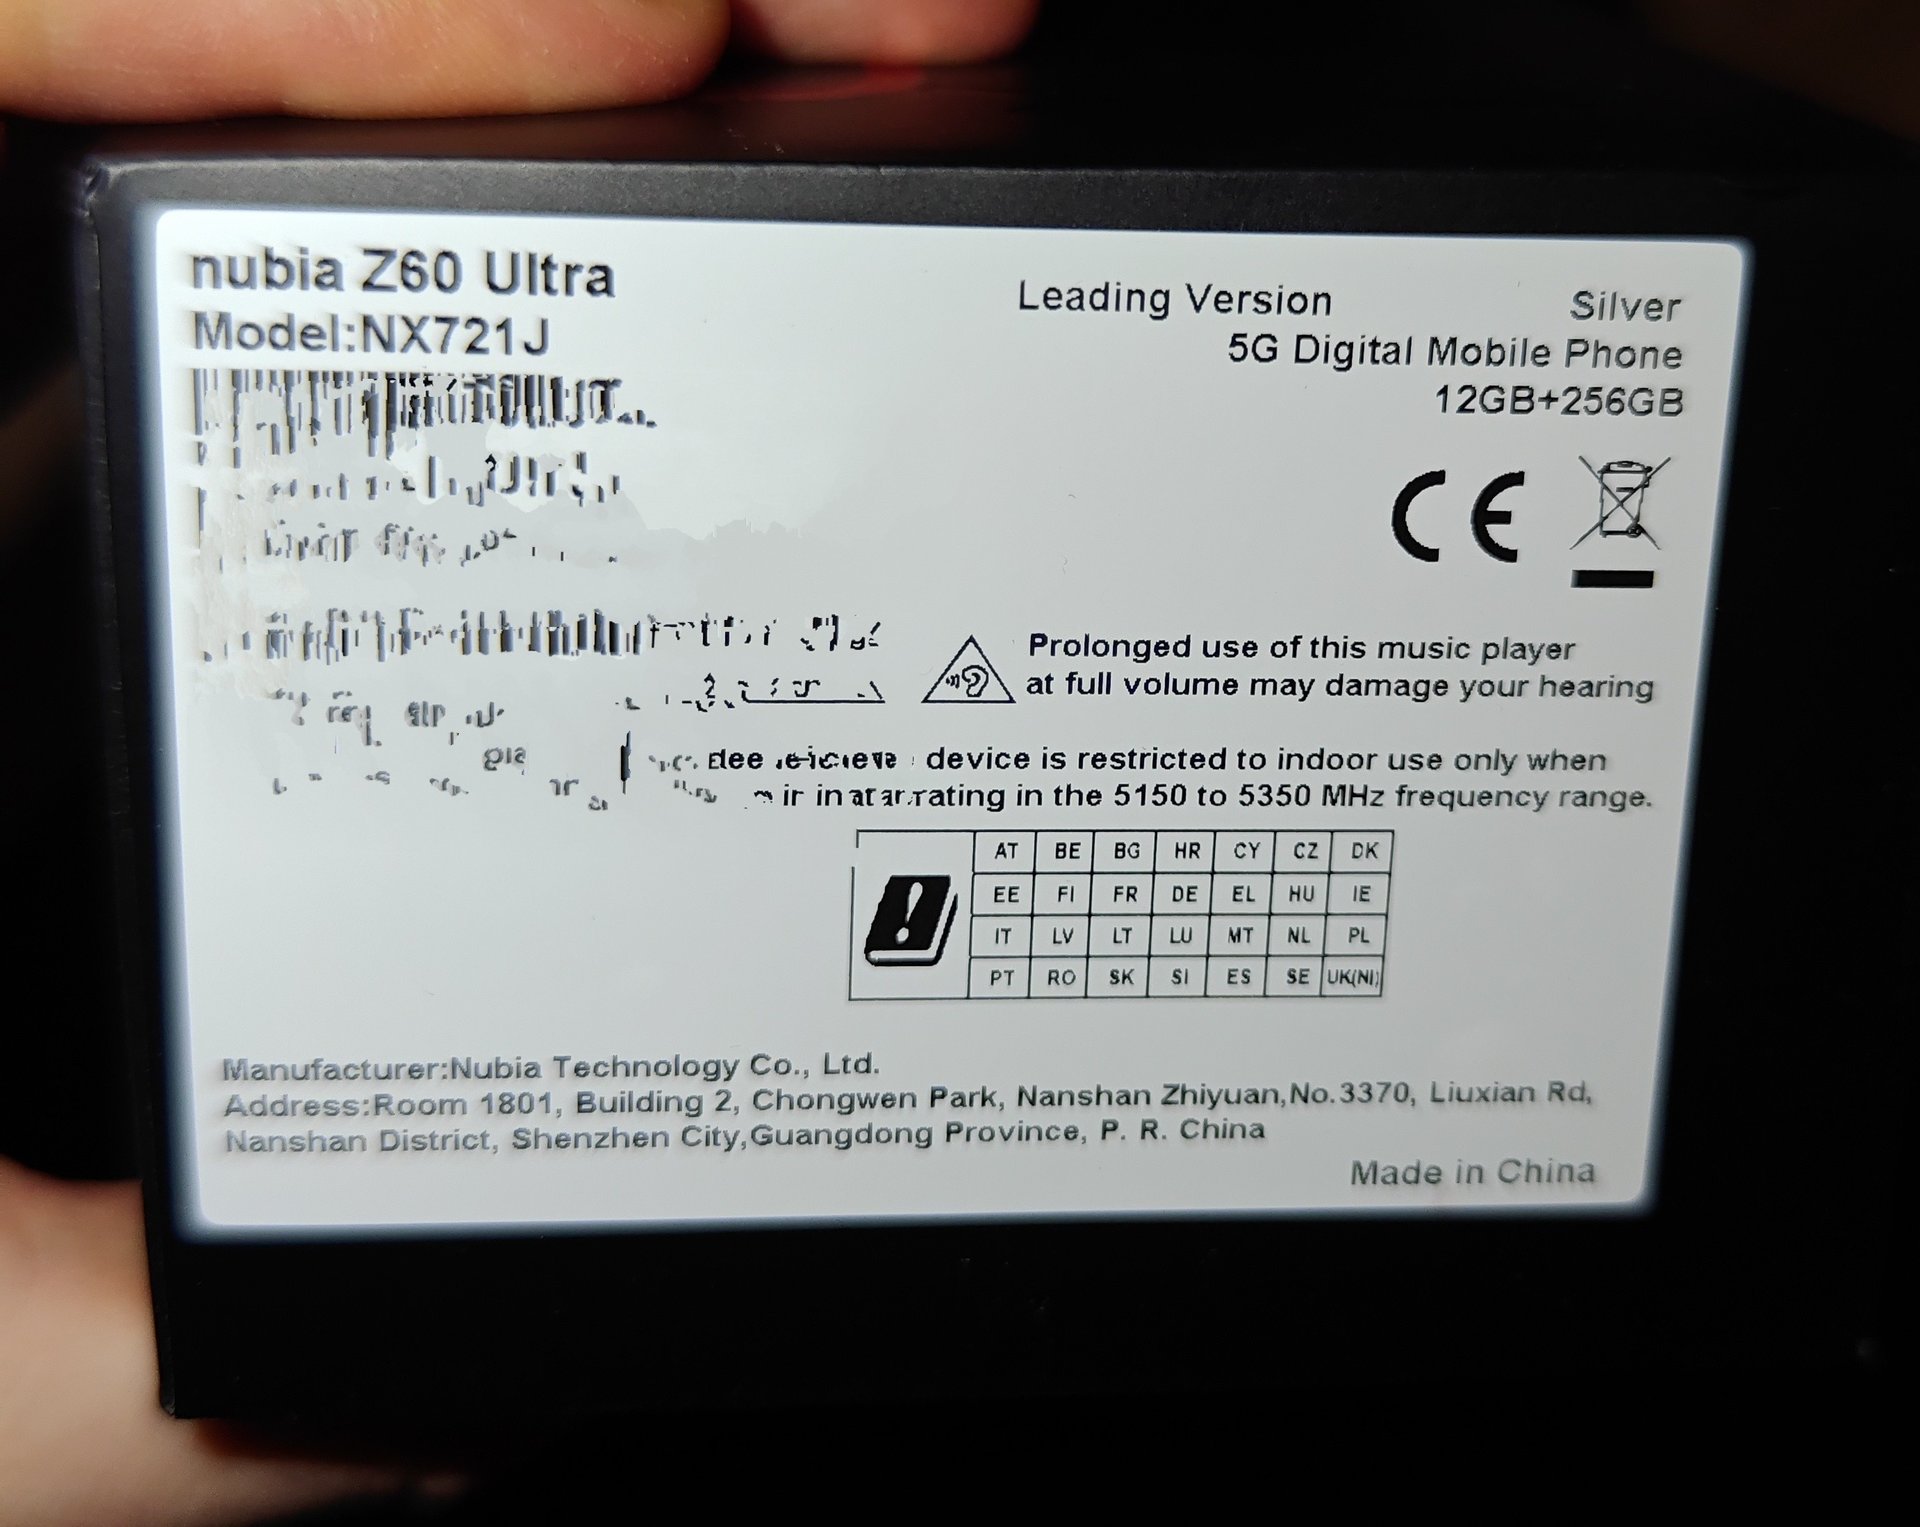 nubia Z60 Ultra
Model:NX721J
Leading Version Silver
5G Digital Mobile Phone
12GB+256GB
CE
Prolonged use of this music player
at full volume may damage your hearing
device is restricted to indoor use only when
in the 5150 to 5350 MHz frequency range.
AT BE BG HR CY CZ DK
EE FI FR DE EL HU IE
IT LV LT LU MT NL PL
PT RO SK SI ES SE UK(NI)
Manufacturer:Nubia Technology Co., Ltd.
Address:Room 1801, Building 2, Chongwen Park, Nanshan Zhiyuan,No.3370, Liuxian Rd,
Nanshan District, Shenzhen City,Guangdong Province, P. R. China
Made in China